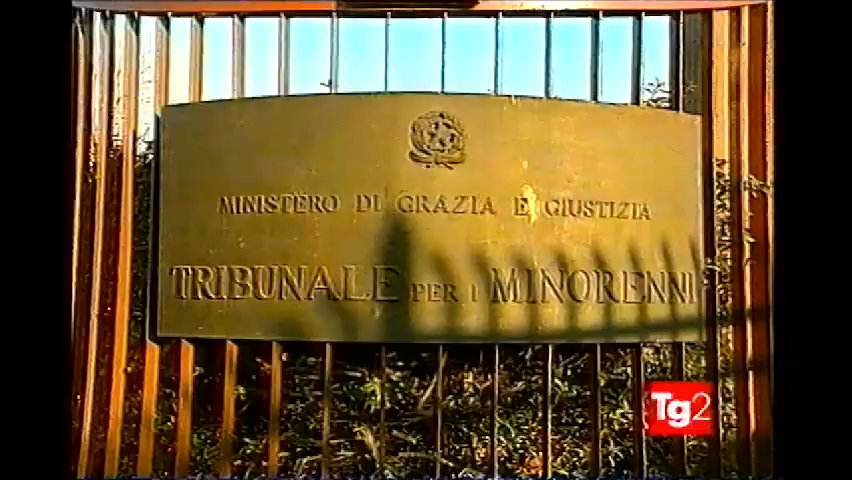 MINISTERO DI GRAZIA E GIUSTIZIA
TRIBUNALE PER I MINORENNI
Tg2